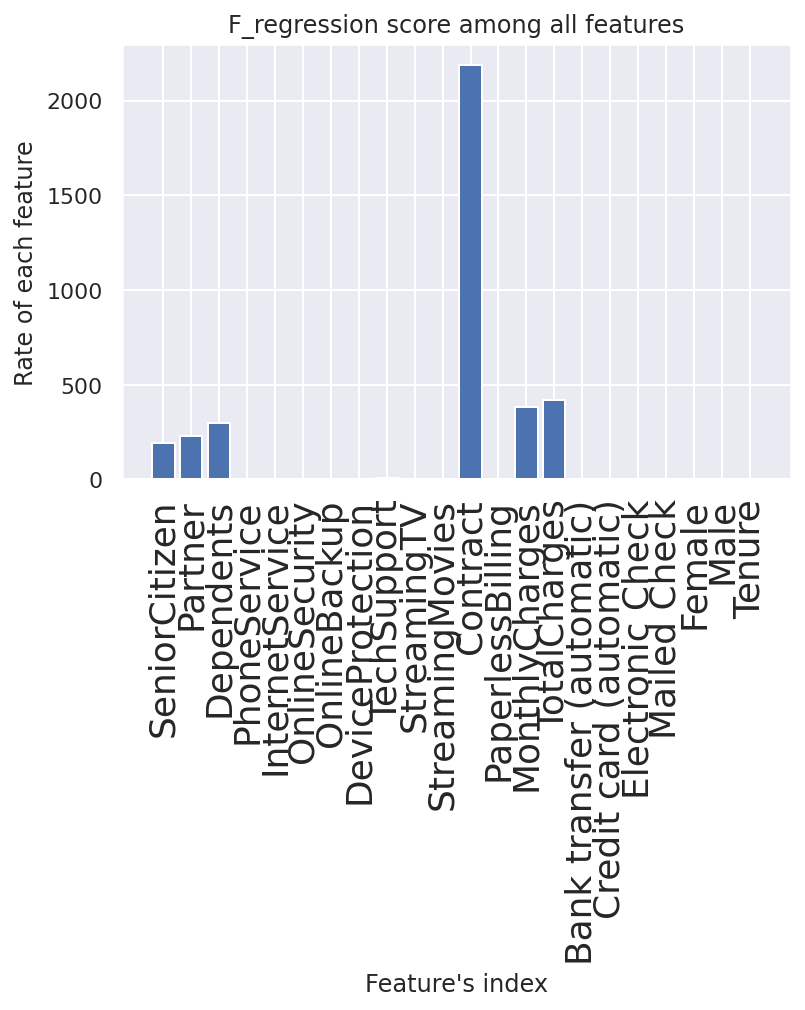 F_regression score among all features
Rate of each feature
2000
1500
1000
500
0
SeniorCitizen
Partner
Dependents
PhoneService
InternetService
OnlineSecurity
OnlineBackup
DeviceProtection
TechSupport
StreamingTV
StreamingMovies
Contract
PaperlessBilling
MonthlyCharges
TotalCharges
Bank transfer (automatic)
Credit card (automatic)
Electronic Check
Mailed Check
Female
Male
Tenure
Feature's index